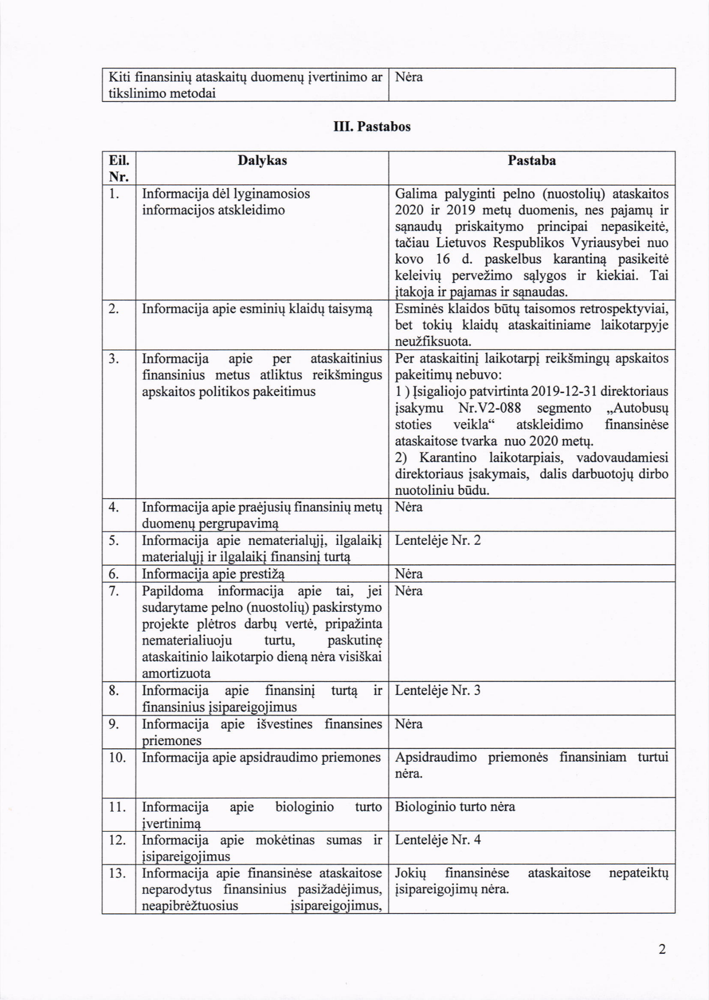 Kiti finansinių ataskaitų duomenų įvertinimo ar
tikslinimo metodai
Nėra
III. Pastabos
Eil.
Nr.
Dalykas
Pastaba
1.
Informacija dėl lyginamosios
informacijos atskleidimo
Galima palyginti pelno (nuostolių) ataskaitos
2020 ir 2019 metų duomenis, nes pajamų ir
sąnaudų priskaitymo principai nepasikeitė,
tačiau Lietuvos Respublikos Vyriausybei nuo
kovo 16 d. paskelbus karantiną pasikeitė
keleivių pervežimo sąlygos ir kiekiai. Tai
įtakoja ir pajamas ir sąnaudas.
2.
Informacija apie esminių klaidų taisymą
Esminės klaidos būtų taisomos retrospektyviai,
bet tokių klaidų ataskaitiniame laikotarpyje
neužfiksuota.
3.
Informacija apie per ataskaitinius
finansinius metus atliktus reikšmingus
apskaitos politikos pakeitimus
Per ataskaitinį laikotarpį reikšmingų apskaitos
pakeitimų nebuvo:
1 ) Įsigaliojo patvirtinta 2019-12-31 direktoriaus
įsakymu Nr.V2-088 segmento „Autobusų
stoties veikla“ atskleidimo finansinėse
ataskaitose tvarka nuo 2020 metų.
2) Karantino laikotarpiais, vadovaudamiesi
direktoriaus įsakymais, dalis darbuotojų dirbo
nuotoliniu būdu.
4.
Informacija apie praėjusių finansinių metų
duomenų pergrupavimą
Nėra
5.
Informacija apie nematerialųjį, ilgalaikį
materialųjį ir ilgalaikį finansinį turtą
Lentelėje Nr. 2
6.
Informacija apie prestižą
Nėra
7.
Papildoma informacija apie tai, jei
sudarytame pelno (nuostolių) paskirstymo
projekte plėtros darbų vertė, pripažinta
nematerialiuoju turtu, paskutinę
ataskaitinio laikotarpio dieną nėra visiškai
amortizuota
Nėra
8.
Informacija apie finansinį turtą ir
finansinius įsipareigojimus
Lentelėje Nr. 3
9.
Informacija apie išvestines finansines
priemones
Nėra
10.
Informacija apie apsidraudimo priemones
Apsidraudimo priemonės finansiniam turtui
nėra.
11.
Informacija apie biologinio turto
įvertinimą
Biologinio turto nėra
12.
Informacija apie mokėtinas sumas ir
įsipareigojimus
Lentelėje Nr. 4
13.
Informacija apie finansinėse ataskaitose
neparodytus finansinius pasižadėjimus,
neapibrėžtuosius įsipareigojimus,
Jokių finansinėse ataskaitose nepateiktų
įsipareigojimų nėra.
2